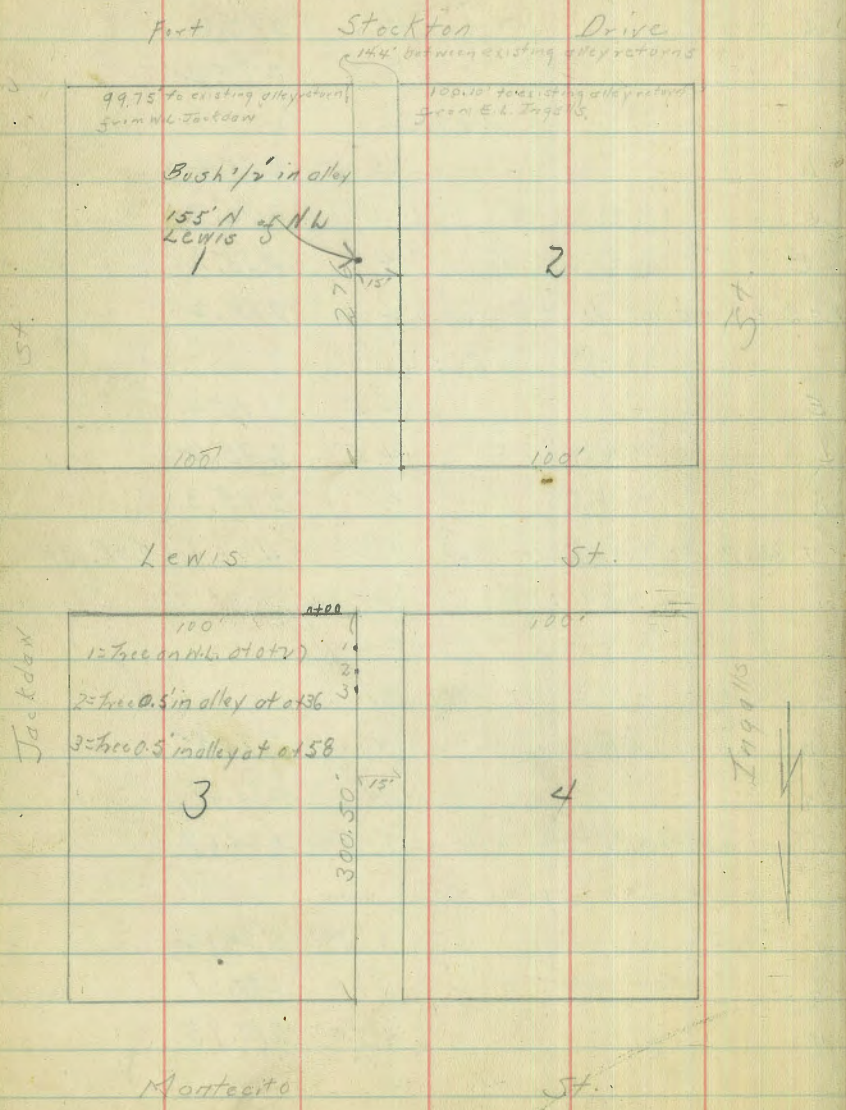 Fort Stockton Drive
14.4' between existing alley returns
99.75' to existing alley return
from W.L. Jackdaw
100.10' to existing alley return
from E.L. Ingalls
Bush 1/2' in alley
155' N of NL
Lewis
1
276
15'
2
St.
St.
100'
100'
Lewis St.
0+00
100'
100'
1=Tree on W.L. at 0+27
1
2
2=Tree 0.5' in alley at 0+36
3
3=Tree 0.5' in alley at 0+58
Jackdaw
Ingalls
3
300.50'
15'
4
N
Montecito St.